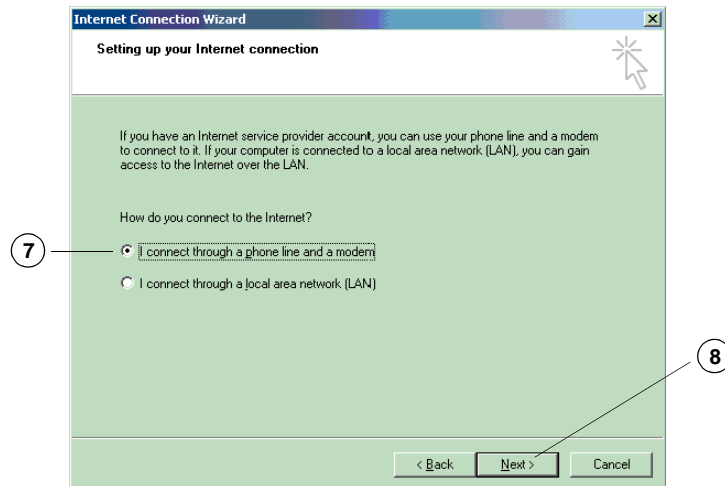 Internet Connection Wizard
Setting up your Internet connection
If you have an Internet service provider account, you can use your phone line and a modem
to connect to it. If your computer is connected to a local area network (LAN), you can gain
access to the Internet over the LAN.
How do you connect to the Internet?
7
I connect through a phone line and a modem
I connect through a local area network (LAN)
8
< Back Next > Cancel